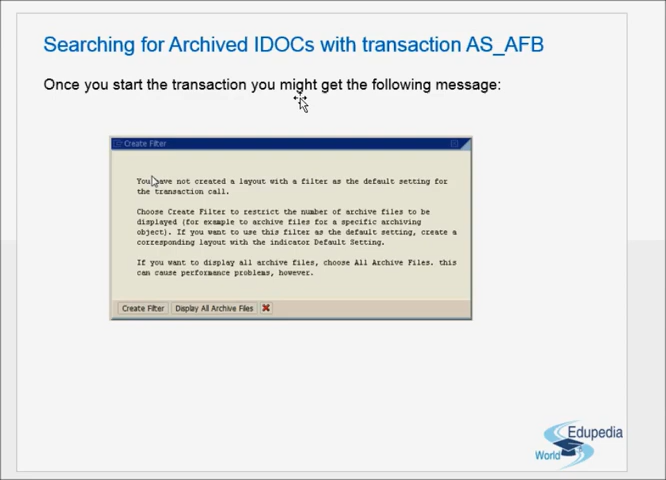 Searching for Archived IDOCs with transaction AS_AFB
Once you start the transaction you might get the following message:
Create Filter
You have not created a layout with a filter as the default setting for
the transaction call.
Choose Create Filter to restrict the number of archive files to be
displayed (for example to archive files for a specific archiving
object). If you want to use this filter as the default setting, create a
corresponding layout with the indicator Default Setting.
If you want to display all archive files, choose All Archive Files. this
can cause performance problems, however.
Create Filter Display All Archive Files
Edupedia
World